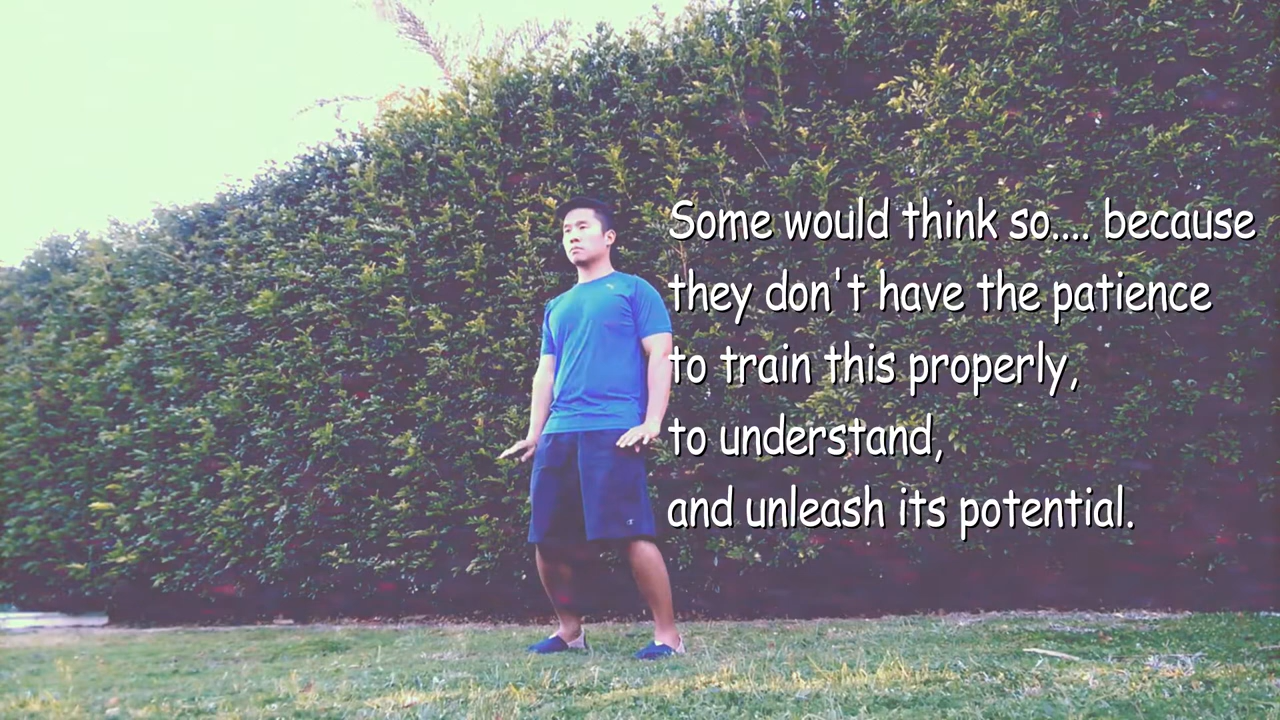 Some would think so.... because
they don't have the patience
to train this properly,
to understand,
and unleash its potential.